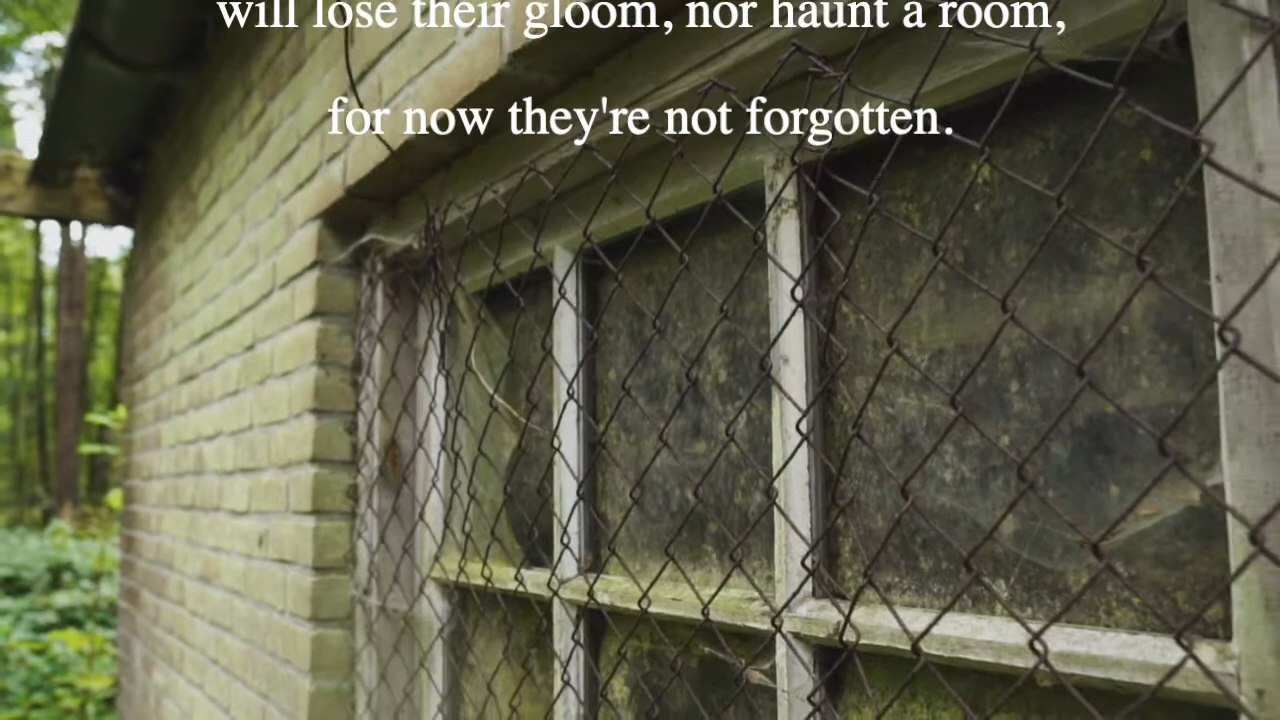 will lose their gloom, nor haunt a room,
for now they're not forgotten.